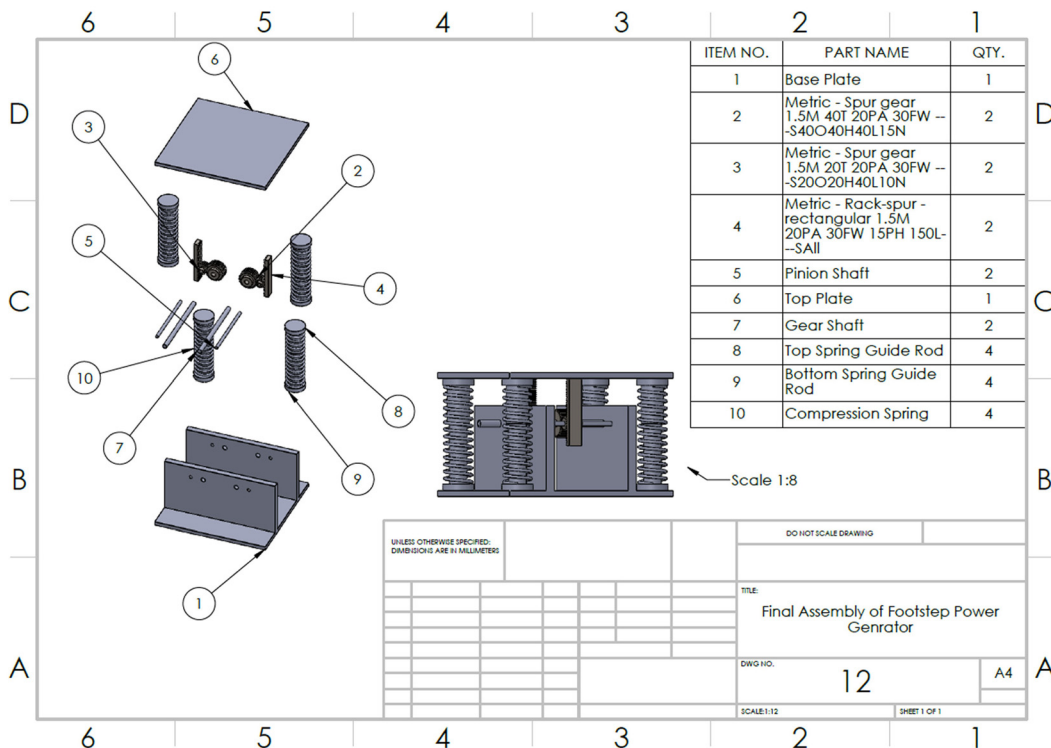 6 5 4 3 2 1
D
C
B
A
D
C
B
A
6
3
2
5
4
10
8
7
9
1
ITEM NO. PART NAME QTY.
1 Base Plate 1
2 Metric - Spur gear 2
1.5M 40T 20PA 30FW --
-S40O40H40L15N
3 Metric - Spur gear 2
1.5M 20T 20PA 30FW --
-S20O20H40L10N
4 Metric - Rack-spur - 2
rectangular 1.5M
20PA 30FW 15PH 150L-
--SAll
5 Pinion Shaft 2
6 Top Plate 1
7 Gear Shaft 2
8 Top Spring Guide Rod 4
9 Bottom Spring Guide 4
Rod
10 Compression Spring 4
Scale 1:8
UNLESS OTHERWISE SPECIFIED:
DIMENSIONS ARE IN MILLIMETERS
DO NOT SCALE DRAWING
TITLE:
Final Assembly of Footstep Power
Genrator
DWG NO.
12
A4
SCALE:1:12
SHEET 1 OF 1
6 5 4 3 2 1